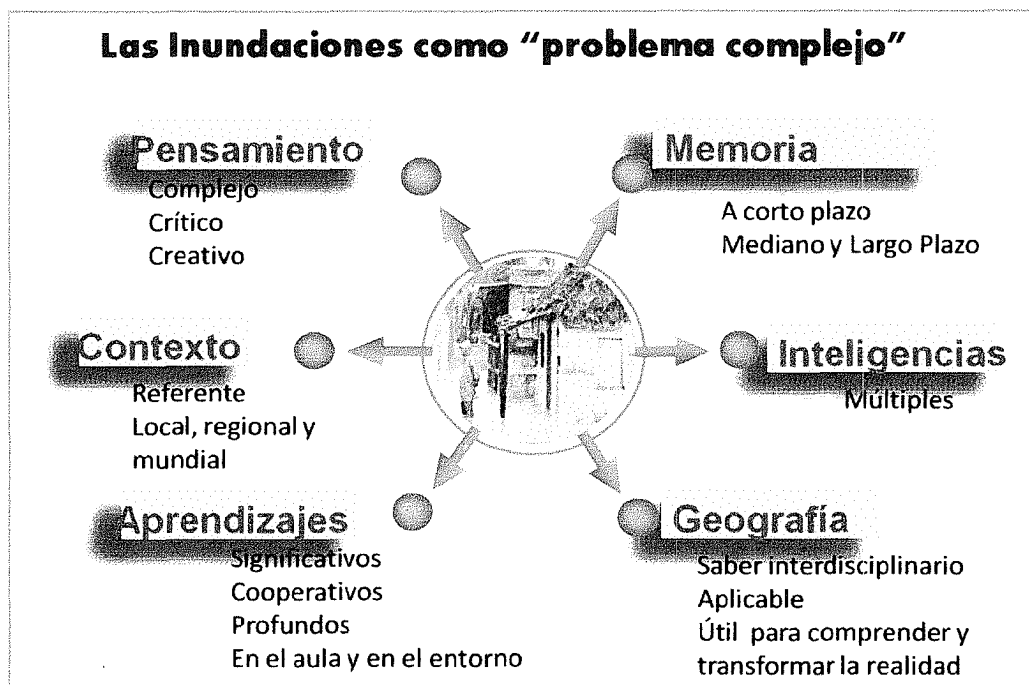 Las Inundaciones como “problema complejo”
Pensamiento
Complejo
Crítico
Creativo
Memoria
A corto plazo
Mediano y Largo Plazo
Contexto
Referente
Local, regional y
mundial
Inteligencias
Múltiples
Aprendizajes
Significativos
Cooperativos
Profundos
En el aula y en el entorno
Geografía
Saber interdisciplinario
Aplicable
Útil para comprender y
transformar la realidad